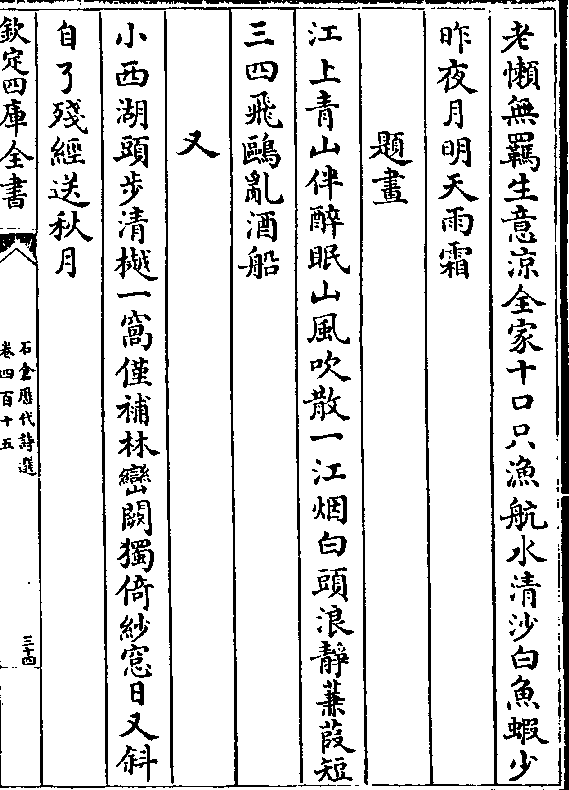 老懶無羈生意涼全家十口只漁航水清沙白魚蝦少
昨夜月明天雨霜
題畫
江上青山伴醉眠山風吹散一江烟白頭浪靜蒹葭短
三四飛鷗亂酒船
又
小西湖頭步清樾一窩僅補林巒闕獨倚紗窓日又斜
自了殘經送秋月
欽定四庫全書
石倉歷代詩選
卷四百十五
三十四